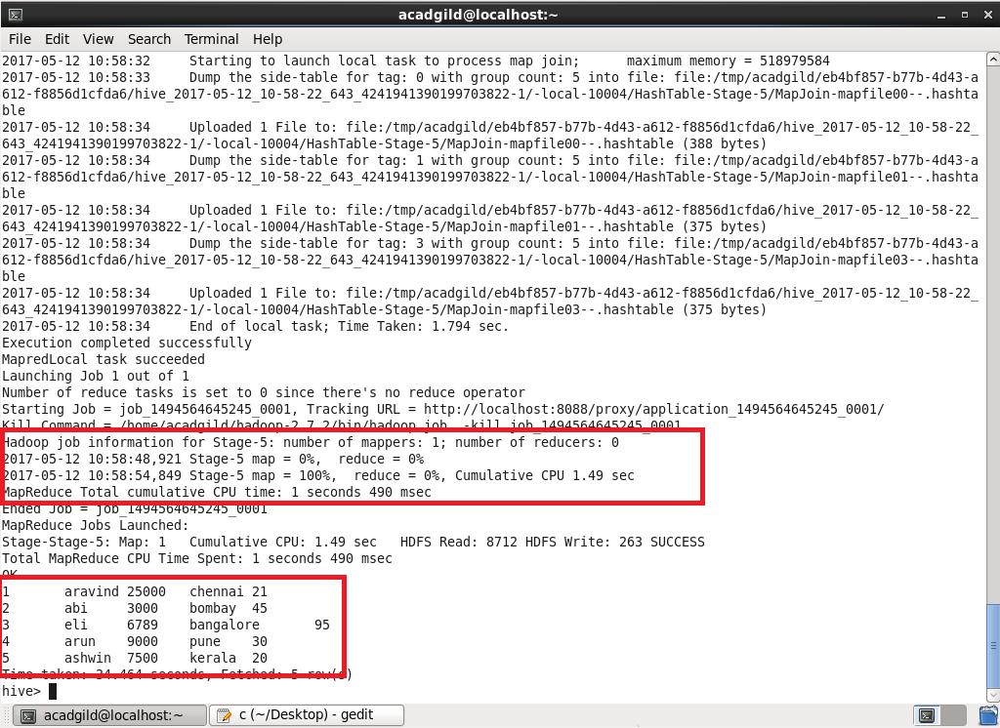 acadgild@localhost:~
File Edit View Search Terminal Help
2017-05-12 10:58:32     Starting to launch local task to process map join;      maximum memory = 518979584
2017-05-12 10:58:33     Dump the side-table for tag: 0 with group count: 5 into file: file:/tmp/acadgild/eb4bf857-b77b-4d43-a
612-f8856d1cfda6/hive_2017-05-12_10-58-22_643_4241941390199703822-1/-local-10004/HashTable-Stage-5/MapJoin-mapfile00--.hashta
ble
2017-05-12 10:58:34     Uploaded 1 File to: file:/tmp/acadgild/eb4bf857-b77b-4d43-a612-f8856d1cfda6/hive_2017-05-12_10-58-22_
643_4241941390199703822-1/-local-10004/HashTable-Stage-5/MapJoin-mapfile00--.hashtable (388 bytes)
2017-05-12 10:58:34     Dump the side-table for tag: 1 with group count: 5 into file: file:/tmp/acadgild/eb4bf857-b77b-4d43-a
612-f8856d1cfda6/hive_2017-05-12_10-58-22_643_4241941390199703822-1/-local-10004/HashTable-Stage-5/MapJoin-mapfile01--.hashta
ble
2017-05-12 10:58:34     Uploaded 1 File to: file:/tmp/acadgild/eb4bf857-b77b-4d43-a612-f8856d1cfda6/hive_2017-05-12_10-58-22_
643_4241941390199703822-1/-local-10004/HashTable-Stage-5/MapJoin-mapfile01--.hashtable (375 bytes)
2017-05-12 10:58:34     Dump the side-table for tag: 3 with group count: 5 into file: file:/tmp/acadgild/eb4bf857-b77b-4d43-a
612-f8856d1cfda6/hive_2017-05-12_10-58-22_643_4241941390199703822-1/-local-10004/HashTable-Stage-5/MapJoin-mapfile03--.hashta
ble
2017-05-12 10:58:34     Uploaded 1 File to: file:/tmp/acadgild/eb4bf857-b77b-4d43-a612-f8856d1cfda6/hive_2017-05-12_10-58-22_
643_4241941390199703822-1/-local-10004/HashTable-Stage-5/MapJoin-mapfile03--.hashtable (375 bytes)
2017-05-12 10:58:34     End of local task; Time Taken: 1.794 sec.
Execution completed successfully
MapredLocal task succeeded
Launching Job 1 out of 1
Number of reduce tasks is set to 0 since there's no reduce operator
Starting Job = job_1494564645245_0001, Tracking URL = http://localhost:8088/proxy/application_1494564645245_0001/
Kill Command = /home/acadgild/hadoop-2.7.2/bin/hadoop job  -kill job_1494564645245_0001
Hadoop job information for Stage-5: number of mappers: 1; number of reducers: 0
2017-05-12 10:58:48,921 Stage-5 map = 0%,  reduce = 0%
2017-05-12 10:58:54,849 Stage-5 map = 100%,  reduce = 0%, Cumulative CPU 1.49 sec
MapReduce Total cumulative CPU time: 1 seconds 490 msec
Ended Job = job_1494564645245_0001
MapReduce Jobs Launched:
Stage-Stage-5: Map: 1   Cumulative CPU: 1.49 sec   HDFS Read: 8712 HDFS Write: 263 SUCCESS
Total MapReduce CPU Time Spent: 1 seconds 490 msec
OK
1       aravind 25000   chennai 21
2       abi     3000    bombay  45
3       eli     6789    bangalore       95
4       arun    9000    pune    30
5       ashwin  7500    kerala  20
Time taken: 34.464 seconds, Fetched: 5 row(s)
hive>
acadgild@localhost:~ c (~/Desktop) - gedit